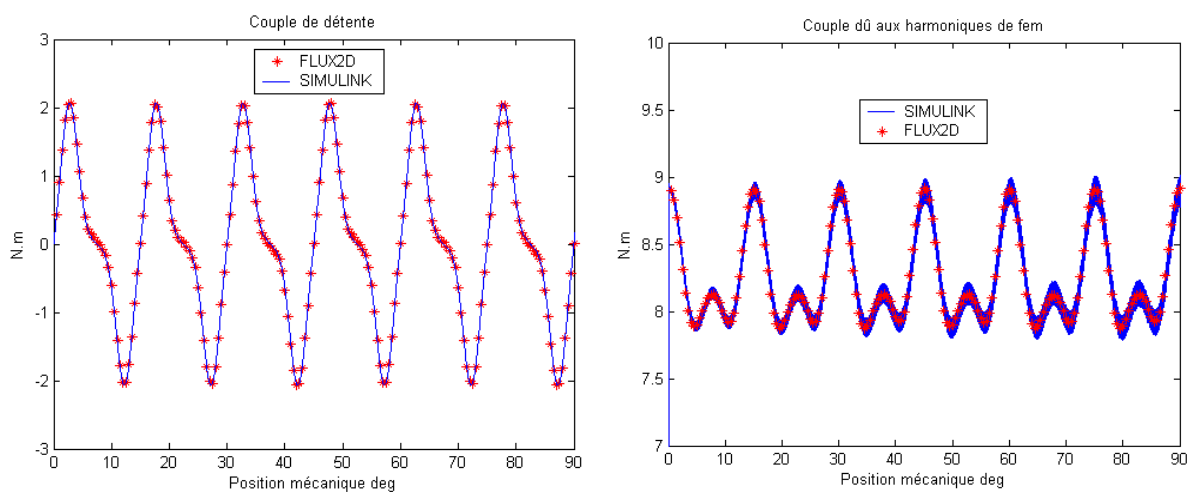 Couple de détente
3
2
1
0
-1
-2
-3
N.m
FLUX2D
SIMULINK
0 10 20 30 40 50 60 70 80 90
Position mécanique deg
Couple dû aux harmoniques de fem
10
9.5
9
8.5
8
7.5
7
N.m
SIMULINK
FLUX2D
0 10 20 30 40 50 60 70 80 90
Position mécanique deg